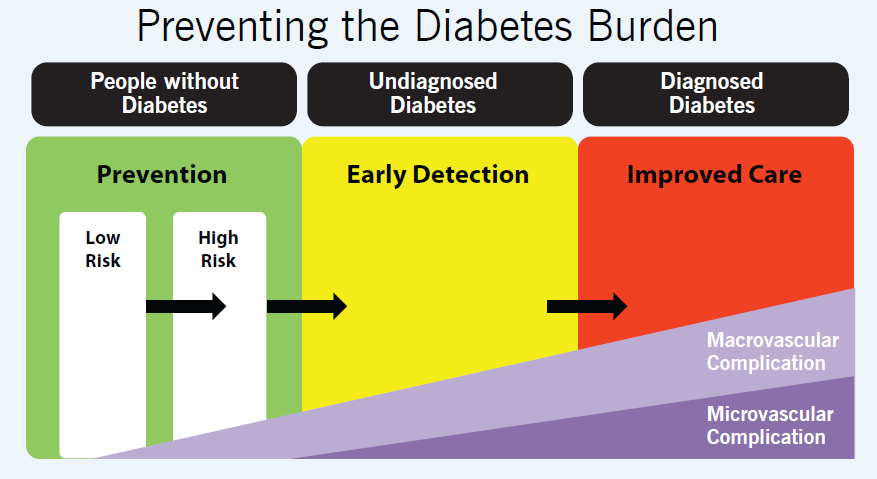 Preventing the Diabetes Burden
People without
Diabetes
Undiagnosed
Diabetes
Diagnosed
Diabetes
Prevention
Early Detection
Improved Care
Low
Risk
High
Risk
Macrovascular
Complication
Microvascular
Complication